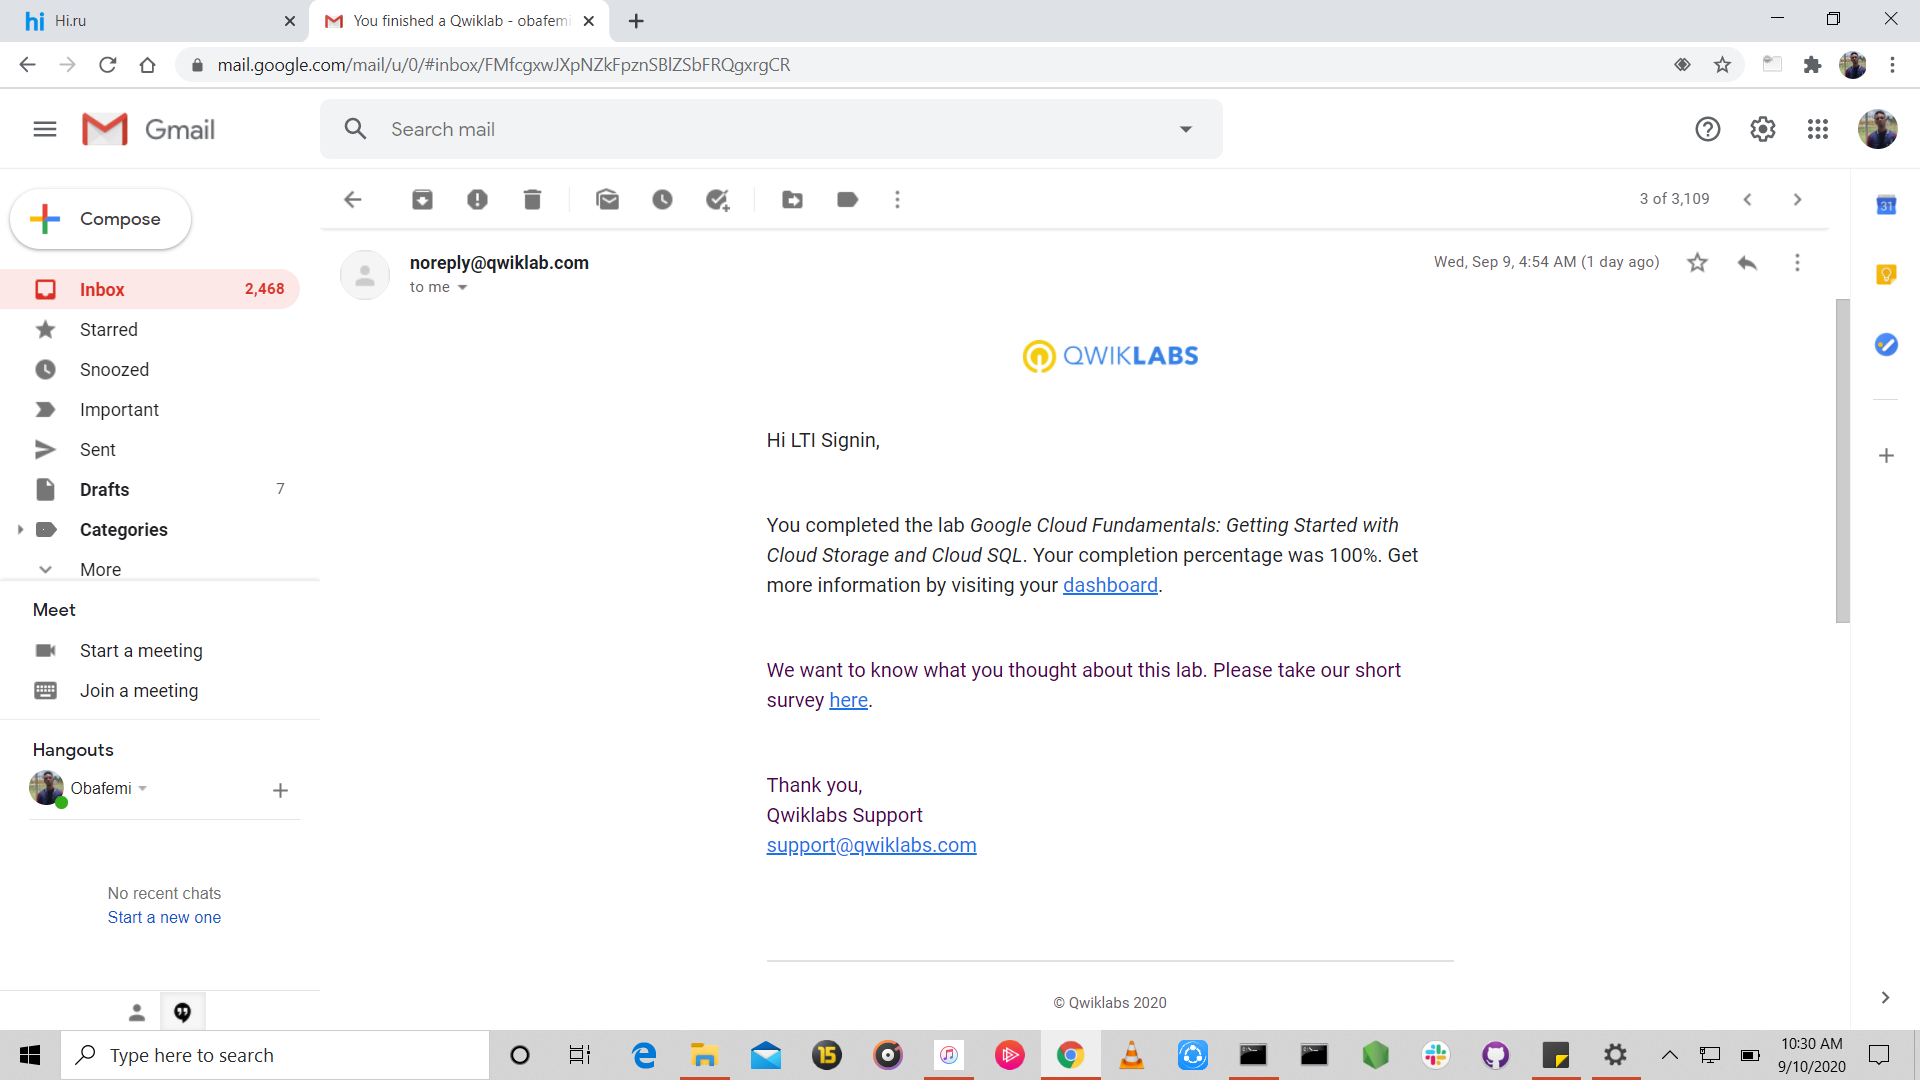 hi Hi.ru
You finished a Qwiklab - obafemi
mail.google.com/mail/u/0/#inbox/FMfcgxwJXpNZkFpznSBlZSbFRQgxrgCR
Gmail
Search mail
Compose
3 of 3,109
31
noreply@qwiklab.com
Wed, Sep 9, 4:54 AM (1 day ago)
to me
Inbox 2,468
Starred
Snoozed
Important
Sent
Drafts 7
Categories
More
Meet
Start a meeting
Join a meeting
Hangouts
Obafemi
No recent chats
Start a new one
QWIKLABS
Hi LTI Signin,
You completed the lab Google Cloud Fundamentals: Getting Started with
Cloud Storage and Cloud SQL. Your completion percentage was 100%. Get
more information by visiting your dashboard.
We want to know what you thought about this lab. Please take our short
survey here.
Thank you,
Qwiklabs Support
support@qwiklabs.com
© Qwiklabs 2020
Type here to search
15
10:30 AM
9/10/2020